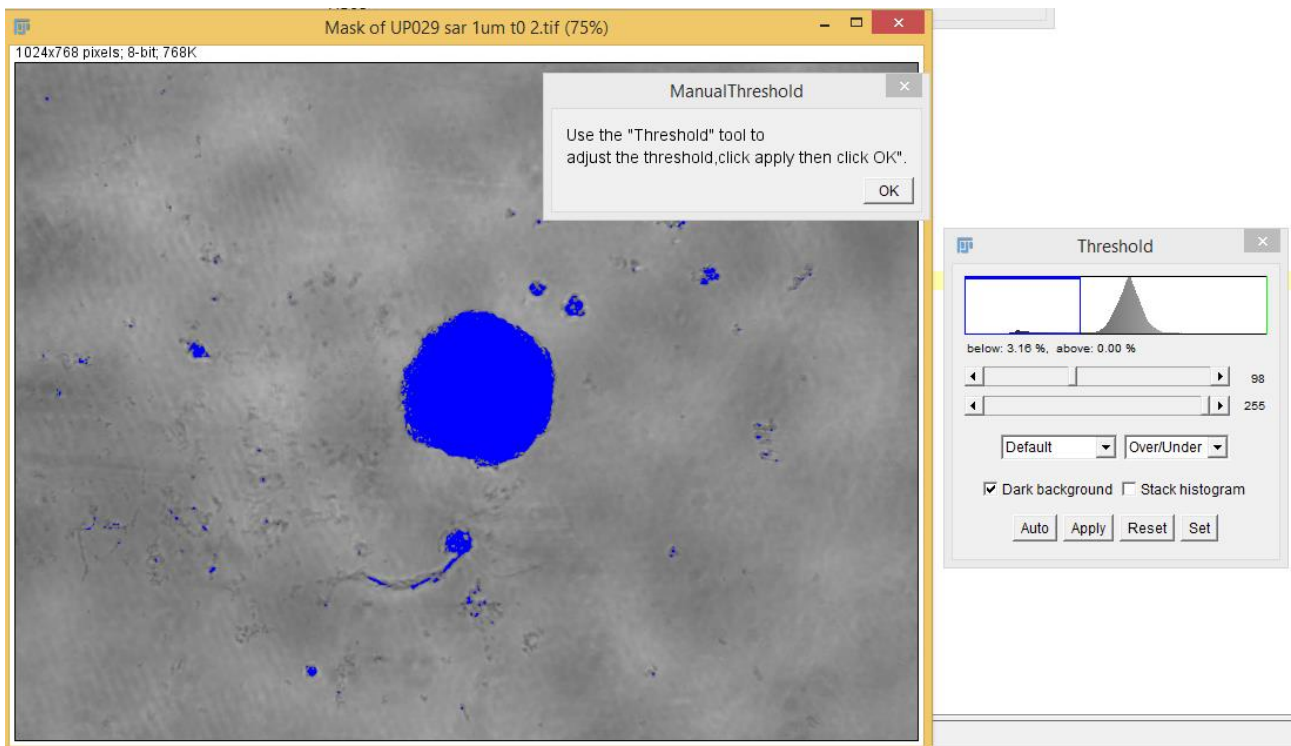 Mask of UP029 sar 1um t0 2.tif (75%)
1024x768 pixels; 8-bit; 768K
ManualThreshold
Use the "Threshold" tool to
adjust the threshold,click apply then click OK".
OK
Threshold
below: 3.16 %, above: 0.00 %
98
255
Default Over/Under
Dark background Stack histogram
Auto Apply Reset Set